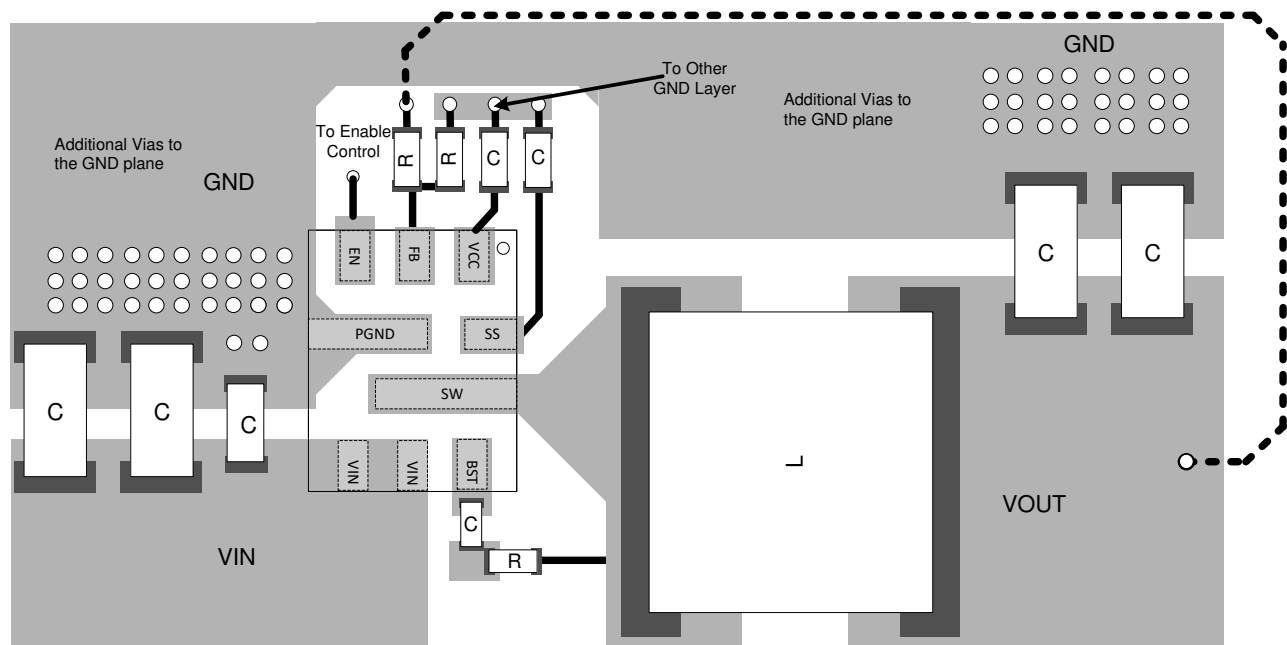 GND
To Other
GND Layer
Additional Vias to
the GND plane
To Enable
Control
Additional Vias to
the GND plane
GND
R
R
C
C
EN
FB
VCC
C
C
PGND
SS
SW
C
C
C
VIN
VIN
BST
L
C
R
VIN
VOUT